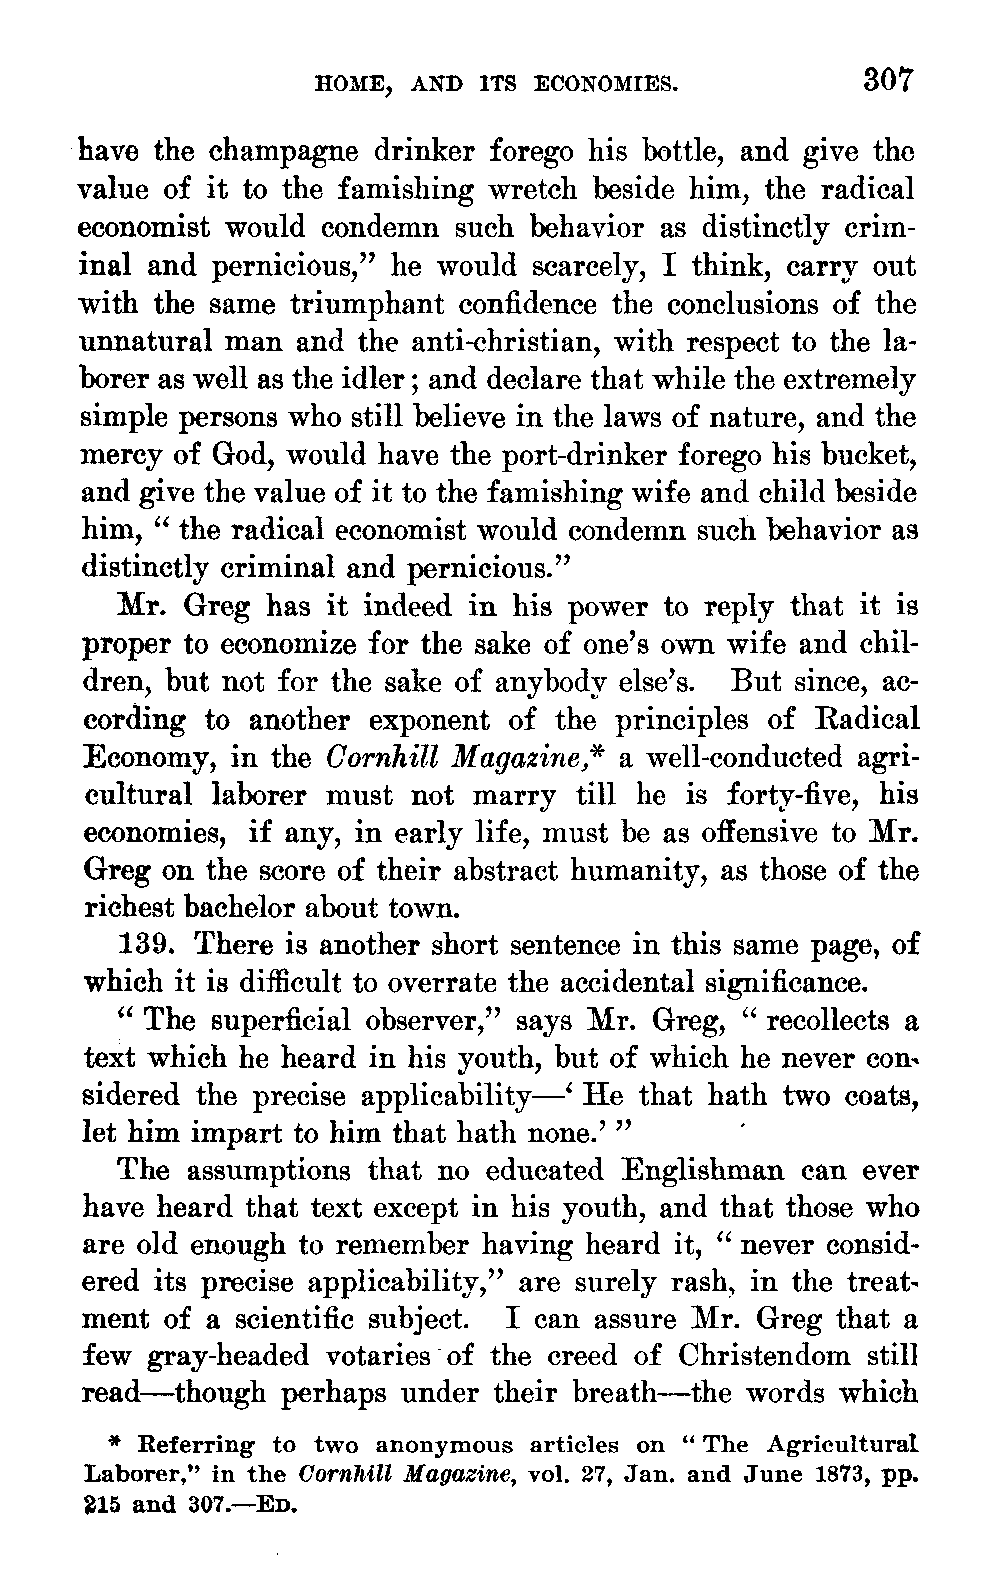 HOME, AND ITS ECONOMIES. 307
have the champagne drinker forego his bottle, and give the
value of it to the famishing wretch beside him, the radical
economist would condemn such behavior as distinctly crim-
inal and pernicious,” he would scarcely, I think, carry out
with the same triumphant confidence the conclusions of the
unnatural man and the anti-christian, with respect to the la-
borer as well as the idler; and declare that while the extremely
simple persons who still believe in the laws of nature, and the
mercy of God, would have the port-drinker forego his bucket,
and give the value of it to the famishing wife and child beside
him, “ the radical economist would condemn such behavior as
distinctly criminal and pernicious.”
Mr. Greg has it indeed in his power to reply that it is
proper to economize for the sake of one’s own wife and chil-
dren, but not for the sake of anybody else’s. But since, ac-
cording to another exponent of the principles of Radical
Economy, in the Cornhill Magazine,* a well-conducted agri-
cultural laborer must not marry till he is forty-five, his
economies, if any, in early life, must be as offensive to Mr.
Greg on the score of their abstract humanity, as those of the
richest bachelor about town.
139. There is another short sentence in this same page, of
which it is difficult to overrate the accidental significance.
“ The superficial observer,” says Mr. Greg, “ recollects a
text which he heard in his youth, but of which he never con-
sidered the precise applicability—‘ He that hath two coats,
let him impart to him that hath none.’ ”
The assumptions that no educated Englishman can ever
have heard that text except in his youth, and that those who
are old enough to remember having heard it, “ never consid-
ered its precise applicability,” are surely rash, in the treat-
ment of a scientific subject. I can assure Mr. Greg that a
few gray-headed votaries of the creed of Christendom still
read—though perhaps under their breath—the words which
* Referring to two anonymous articles on “ The Agricultural
Laborer,” in the Cornhill Magazine, vol. 27, Jan. and June 1873, pp.
215 and 307.—ED.